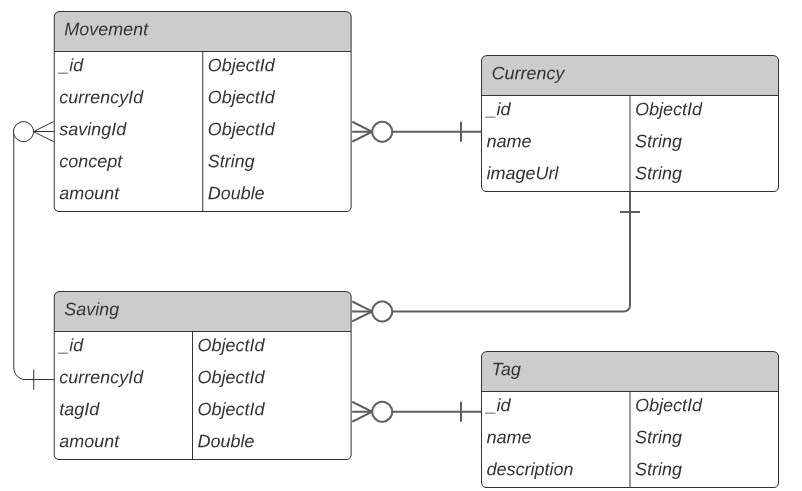 Movement
_id ObjectId
currencyId ObjectId
savingId ObjectId
concept String
amount Double
Currency
_id ObjectId
name String
imageUrl String
Saving
_id ObjectId
currencyId ObjectId
tagId ObjectId
amount Double
Tag
_id ObjectId
name String
description String